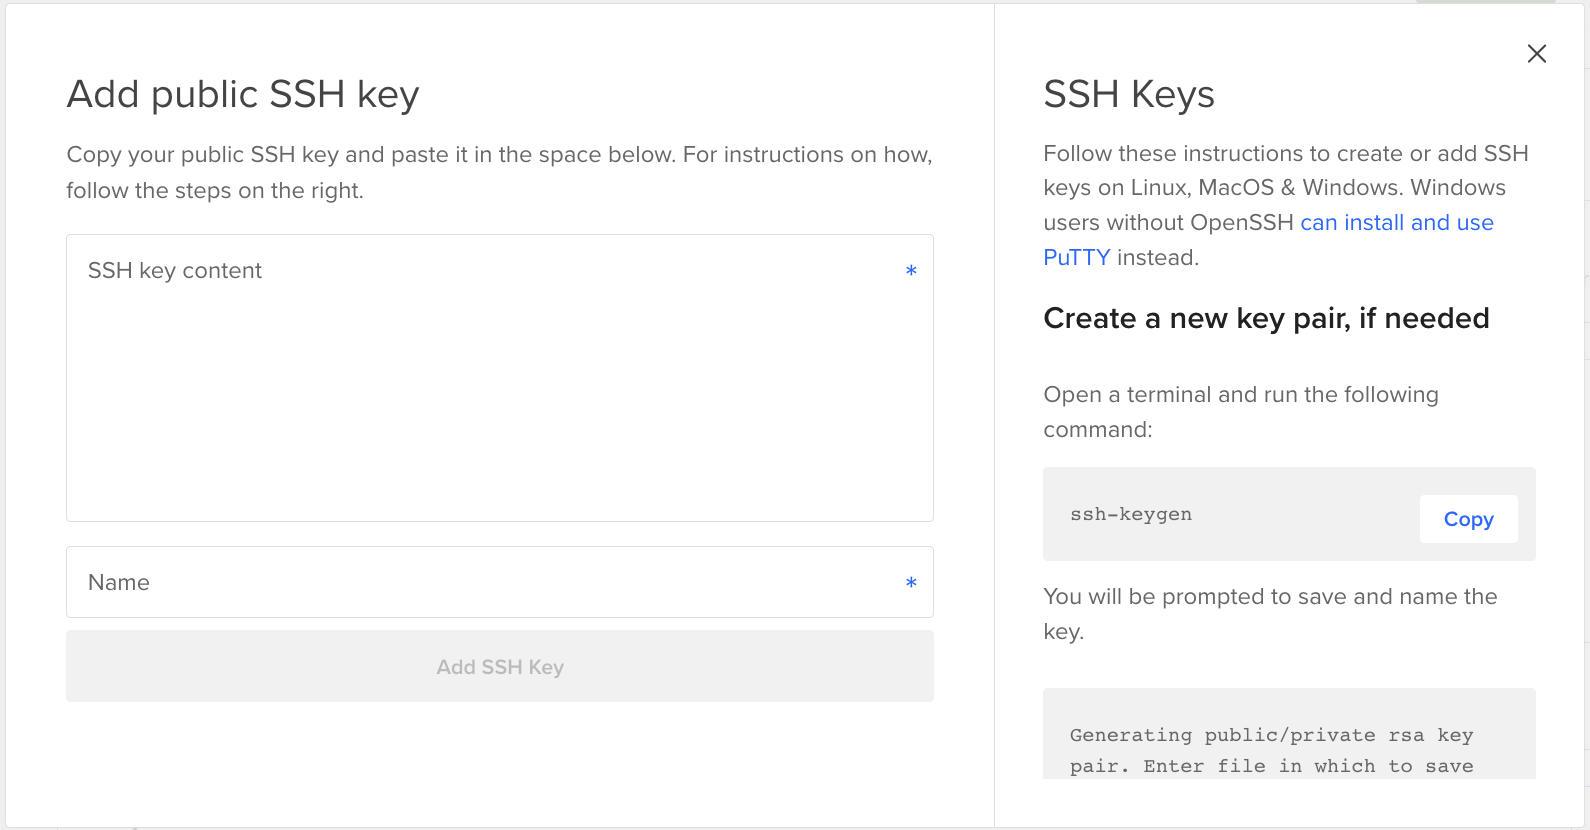 Add public SSH key
Copy your public SSH key and paste it in the space below. For instructions on how,
follow the steps on the right.
SSH key content *
Name *
Add SSH Key
SSH Keys
Follow these instructions to create or add SSH
keys on Linux, MacOS & Windows. Windows
users without OpenSSH can install and use
PuTTY instead.
Create a new key pair, if needed
Open a terminal and run the following
command:
ssh-keygen
Copy
You will be prompted to save and name the
key.
Generating public/private rsa key
pair. Enter file in which to save